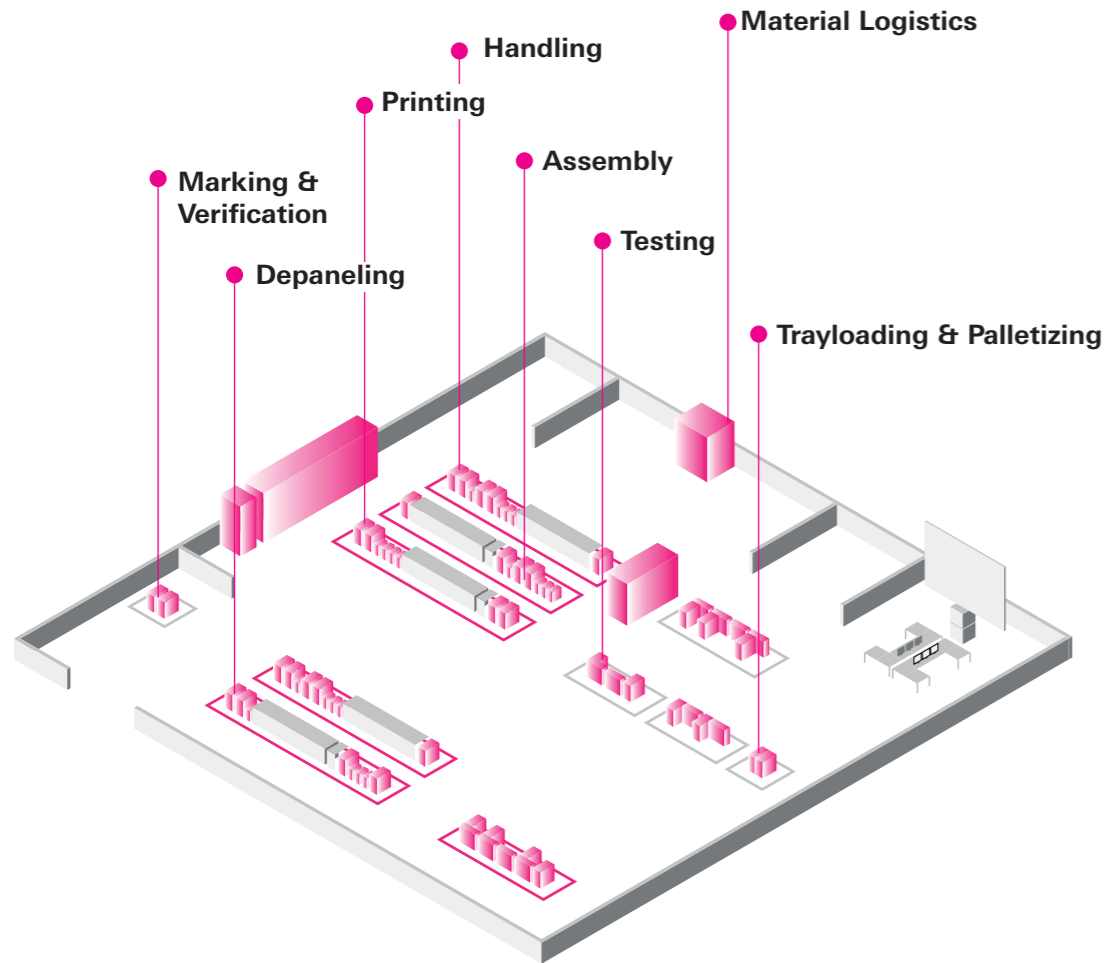 Material Logistics
Handling
Printing
Assembly
Marking &
Verification
Testing
Depaneling
Trayloading & Palletizing